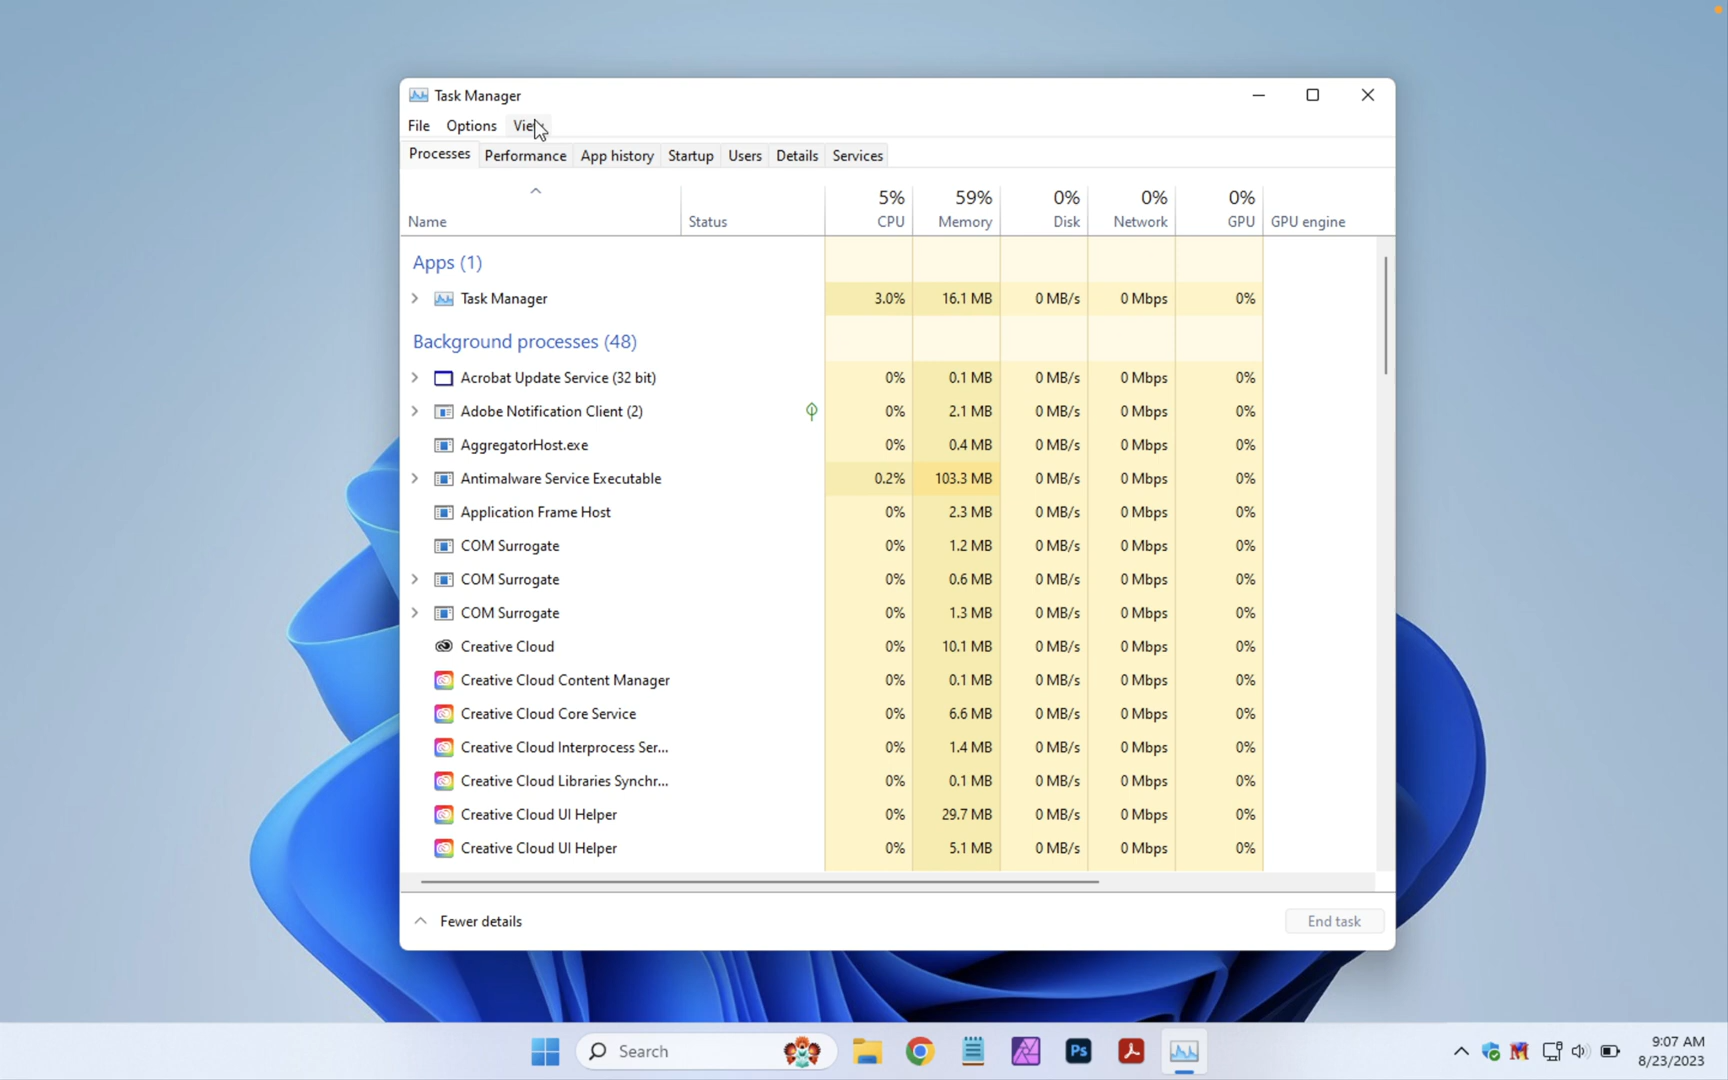 Task Manager
File Options View
Processes Performance App history Startup Users Details Services
5% 59% 0% 0% 0%
Name Status CPU Memory Disk Network GPU GPU engine
Apps (1)
Task Manager 3.0% 16.1 MB 0 MB/s 0 Mbps 0%
Background processes (48)
Acrobat Update Service (32 bit) 0% 0.1 MB 0 MB/s 0 Mbps 0%
Adobe Notification Client (2) 0% 2.1 MB 0 MB/s 0 Mbps 0%
AggregatorHost.exe 0% 0.4 MB 0 MB/s 0 Mbps 0%
Antimalware Service Executable 0.2% 103.3 MB 0 MB/s 0 Mbps 0%
Application Frame Host 0% 2.3 MB 0 MB/s 0 Mbps 0%
COM Surrogate 0% 1.2 MB 0 MB/s 0 Mbps 0%
COM Surrogate 0% 0.6 MB 0 MB/s 0 Mbps 0%
COM Surrogate 0% 1.3 MB 0 MB/s 0 Mbps 0%
Creative Cloud 0% 10.1 MB 0 MB/s 0 Mbps 0%
Creative Cloud Content Manager 0% 0.1 MB 0 MB/s 0 Mbps 0%
Creative Cloud Core Service 0% 6.6 MB 0 MB/s 0 Mbps 0%
Creative Cloud Interprocess Ser... 0% 1.4 MB 0 MB/s 0 Mbps 0%
Creative Cloud Libraries Synchr... 0% 0.1 MB 0 MB/s 0 Mbps 0%
Creative Cloud UI Helper 0% 29.7 MB 0 MB/s 0 Mbps 0%
Creative Cloud UI Helper 0% 5.1 MB 0 MB/s 0 Mbps 0%
Fewer details End task
Search Ps M 9:07 AM
8/23/2023